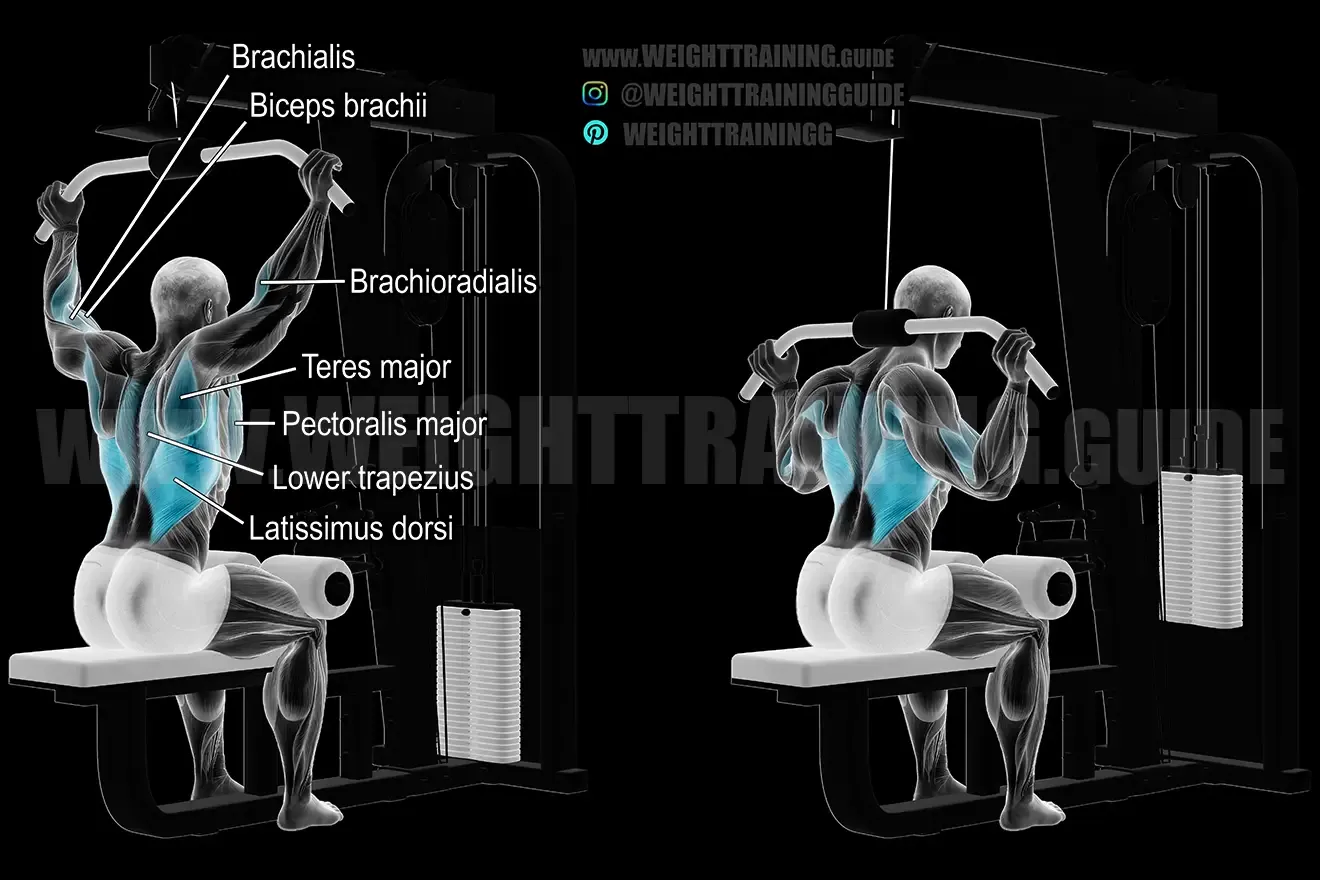 Brachialis
Biceps brachii
Brachioradialis
Teres major
Pectoralis major
Lower trapezius
Latissimus dorsi
WWW.WEIGHTTRAINING.GUIDE
@WEIGHTTRAININGGUIDE
WEIGHTTRAININGG
WWW.WEIGHTTRAINING.GUIDE